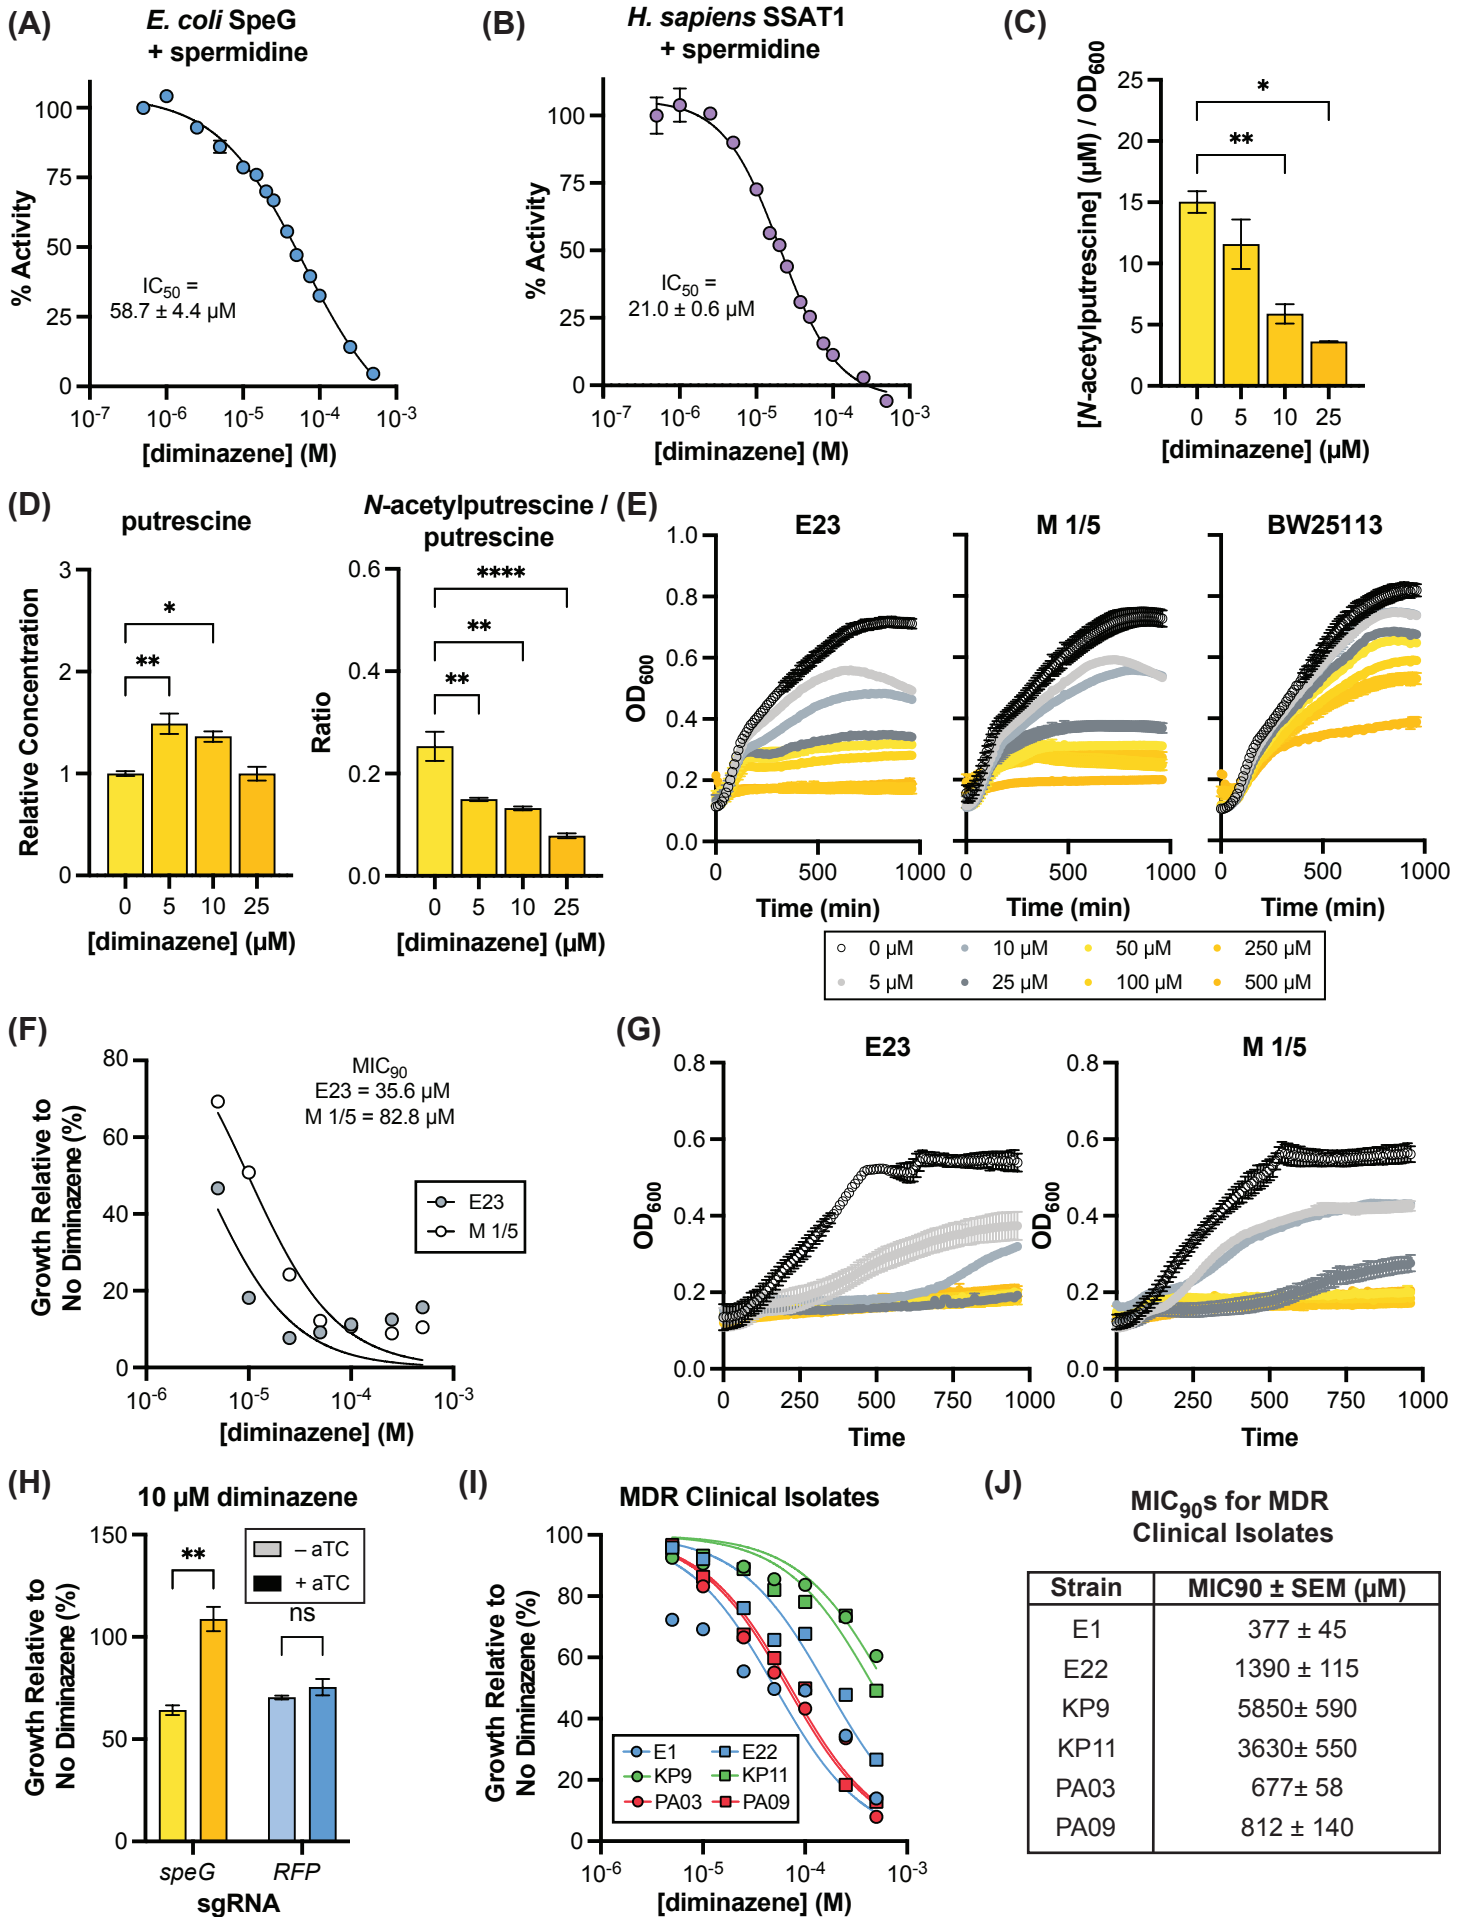 (A)
E. coli SpeG
+ spermidine
% Activity
100
75
50
25
0
IC50 =
58.7 ± 4.4 µM
10-7
10-6
10-5
10-4
10-3
[diminazene] (M)
(B)
H. sapiens SSAT1
+ spermidine
% Activity
100
75
50
25
0
IC50 =
21.0 ± 0.6 µM
10-7
10-6
10-5
10-4
10-3
[diminazene] (M)
(C)
[N-acetylputrescine] (µM) / OD600
25
20
15
10
5
0
*
**
0
5
10
25
[diminazene] (µM)
(D)
putrescine
Relative Concentration
3
2
1
0
*
**
0
5
10
25
[diminazene] (µM)
N-acetylputrescine /
putrescine
Ratio
0.6
0.4
0.2
0.0
****
**
**
0
5
10
25
[diminazene] (µM)
(E)
E23
M 1/5
BW25113
OD600
1.0
0.8
0.6
0.4
0.2
0.0
0
500
1000
0
500
1000
0
500
1000
Time (min)
Time (min)
Time (min)
0 µM
10 µM
50 µM
250 µM
5 µM
25 µM
100 µM
500 µM
(F)
Growth Relative to
No Diminazene (%)
80
60
40
20
0
MIC90
E23 = 35.6 µM
M 1/5 = 82.8 µM
E23
M 1/5
10-6
10-5
10-4
10-3
[diminazene] (M)
(G)
E23
OD600
0.8
0.6
0.4
0.2
0.0
0
250
500
750
1000
Time
M 1/5
OD600
0.8
0.6
0.4
0.2
0.0
0
250
500
750
1000
Time
(H)
10 µM diminazene
Growth Relative to
No Diminazene (%)
150
100
50
0
**
– aTC
+ aTC
ns
speG
RFP
sgRNA
(I)
MDR Clinical Isolates
Growth Relative to
No Diminazene (%)
100
80
60
40
20
0
E1
E22
KP9
KP11
PA03
PA09
10-6
10-5
10-4
10-3
[diminazene] (M)
(J)
MIC90s for MDR
Clinical Isolates
Strain
MIC90 ± SEM (µM)
E1
377 ± 45
E22
1390 ± 115
KP9
5850± 590
KP11
3630± 550
PA03
677± 58
PA09
812 ± 140